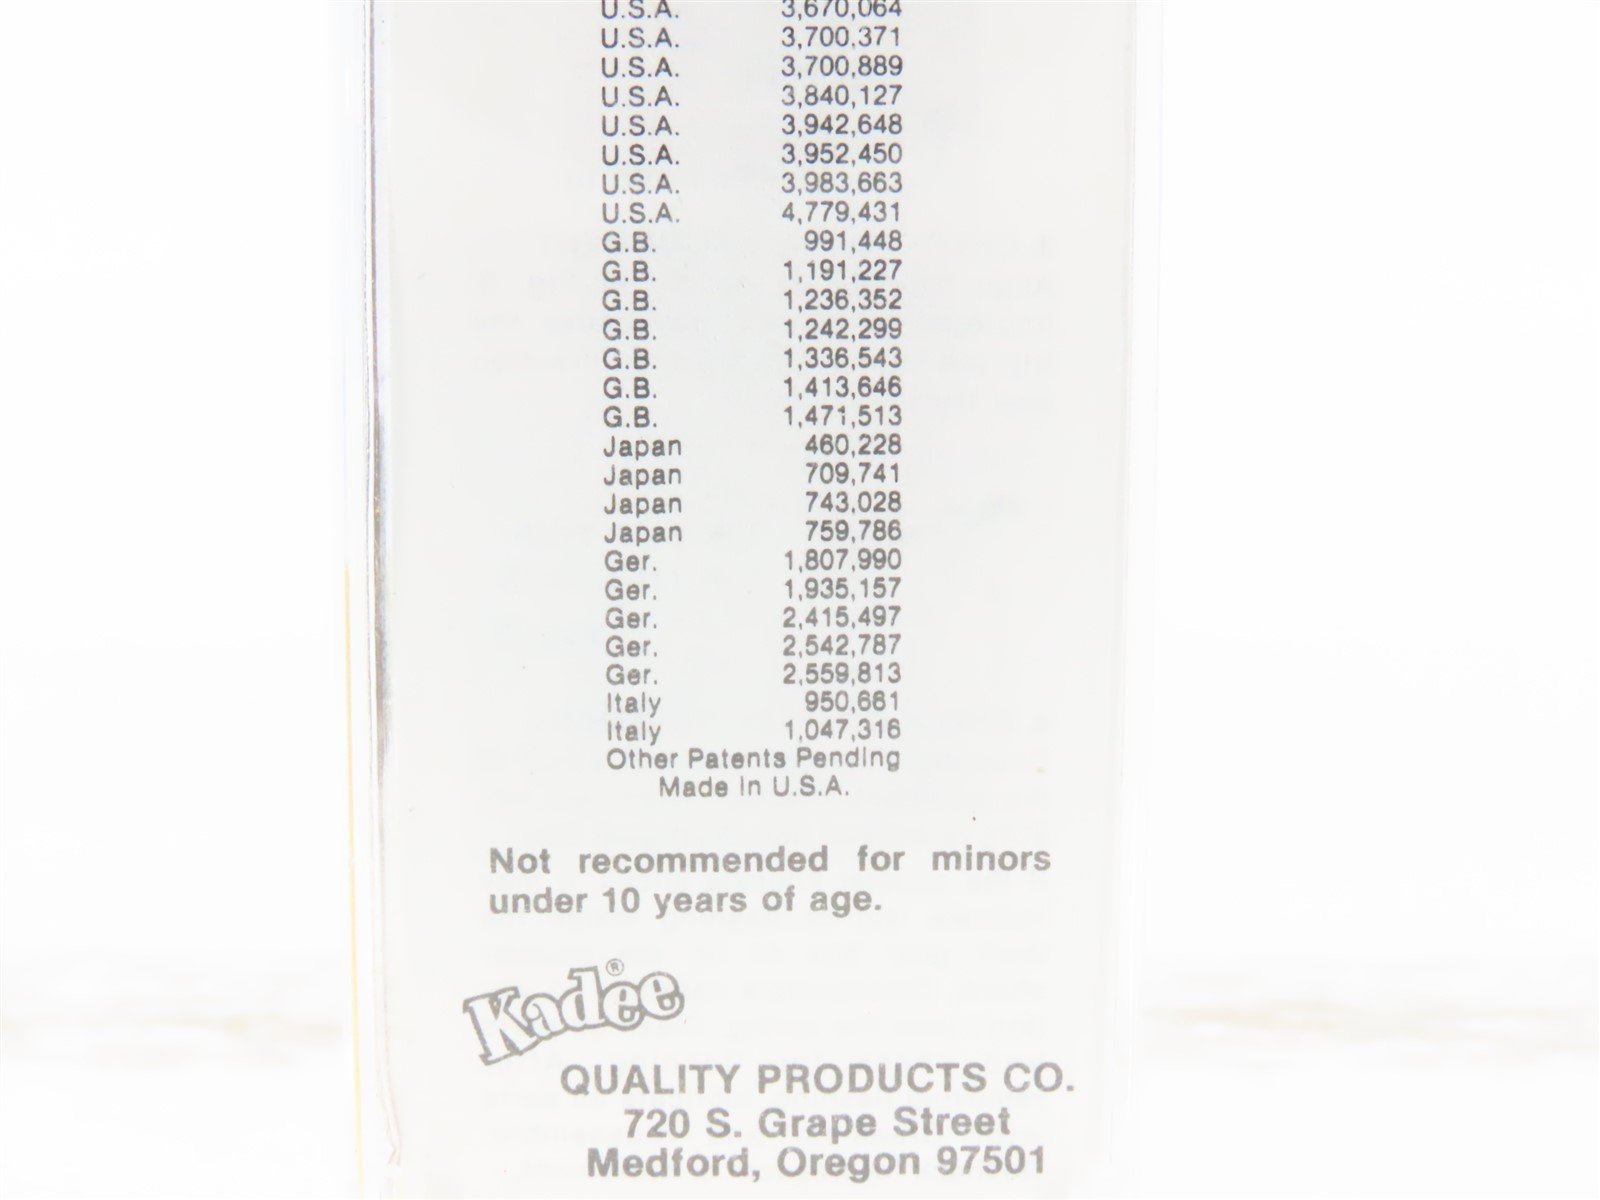 U.S.A. 3,670,064
U.S.A. 3,700,371
U.S.A. 3,700,889
U.S.A. 3,840,127
U.S.A. 3,942,648
U.S.A. 3,952,450
U.S.A. 3,983,663
U.S.A. 4,779,431
G.B. 991,448
G.B. 1,191,227
G.B. 1,236,352
G.B. 1,242,299
G.B. 1,336,543
G.B. 1,413,646
G.B. 1,471,513
Japan 460,228
Japan 709,741
Japan 743,028
Japan 759,786
Ger. 1,807,990
Ger. 1,935,157
Ger. 2,415,497
Ger. 2,542,787
Ger. 2,559,813
Italy 950,661
Italy 1,047,316
Other Patents Pending
Made in U.S.A.
Not recommended for minors
under 10 years of age.
Kadee®
QUALITY PRODUCTS CO.
720 S. Grape Street
Medford, Oregon 97501